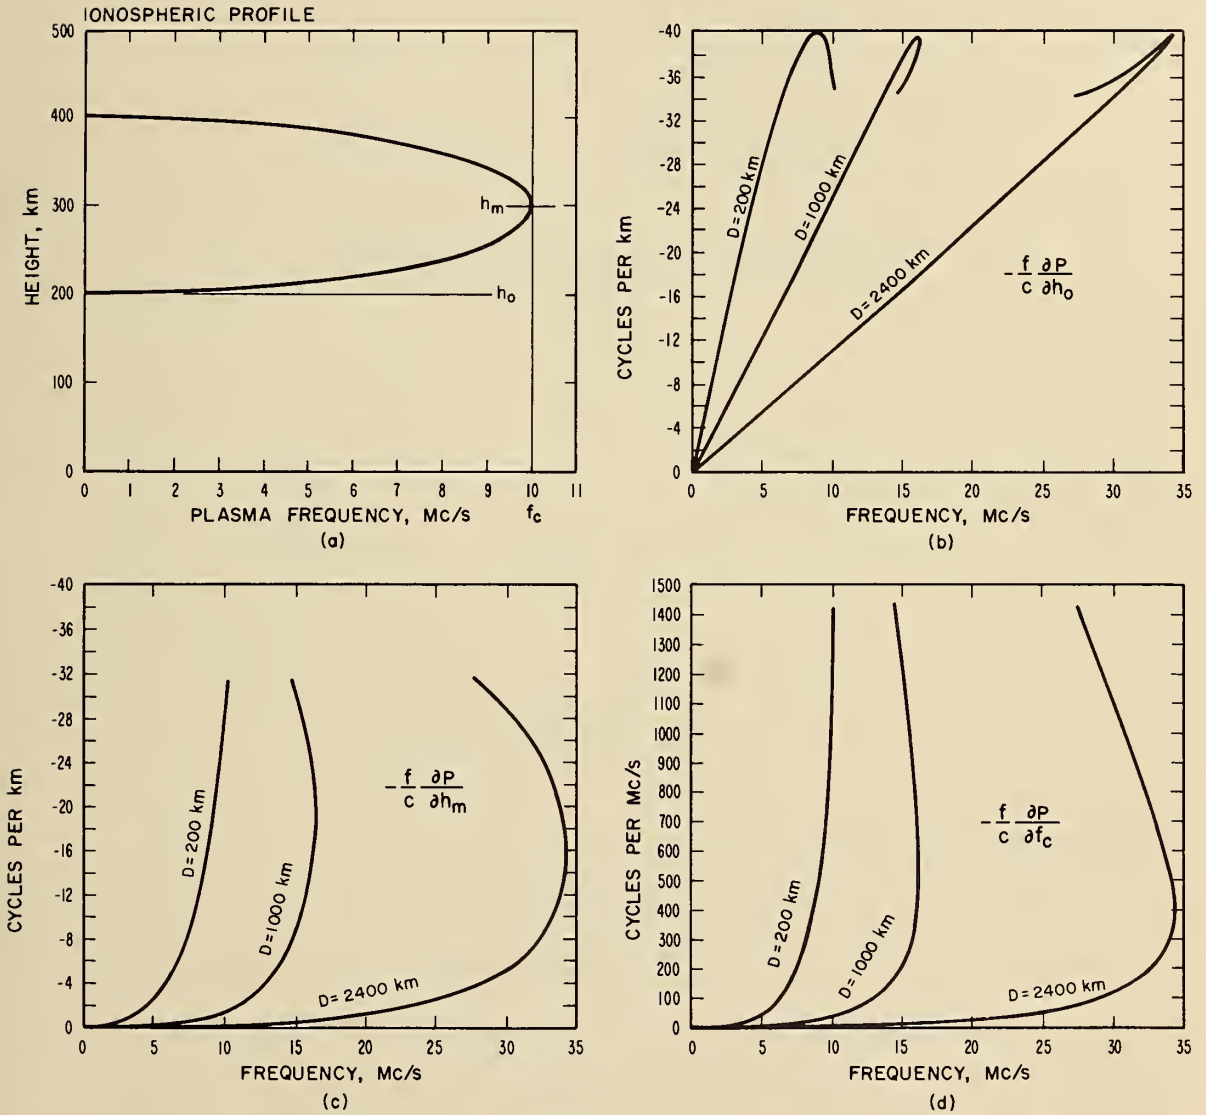 IONOSPHERIC PROFILE
500
400
300
200
100
0
HEIGHT, km
hm
ho
0 1 2 3 4 5 6 7 8 9 10 11
PLASMA FREQUENCY, Mc/s fc
(a)
-40
-36
-32
-28
-24
-20
-16
-12
-8
-4
0
CYCLES PER km
D=200 km
D=1000 km
D=2400 km
-f/c ∂P/∂ho
0 5 10 15 20 25 30 35
FREQUENCY, Mc/s
(b)
-40
-36
-32
-28
-24
-20
-16
-12
-8
-4
0
CYCLES PER km
D=200 km
D=1000 km
D=2400 km
-f/c ∂P/∂hm
0 5 10 15 20 25 30 35
FREQUENCY, Mc/s
(c)
1500
1400
1300
1200
1100
1000
900
800
700
600
500
400
300
200
100
0
CYCLES PER Mc/s
D=200 km
D=1000 km
D=2400 km
-f/c ∂P/∂fc
0 5 10 15 20 25 30 35
FREQUENCY, Mc/s
(d)